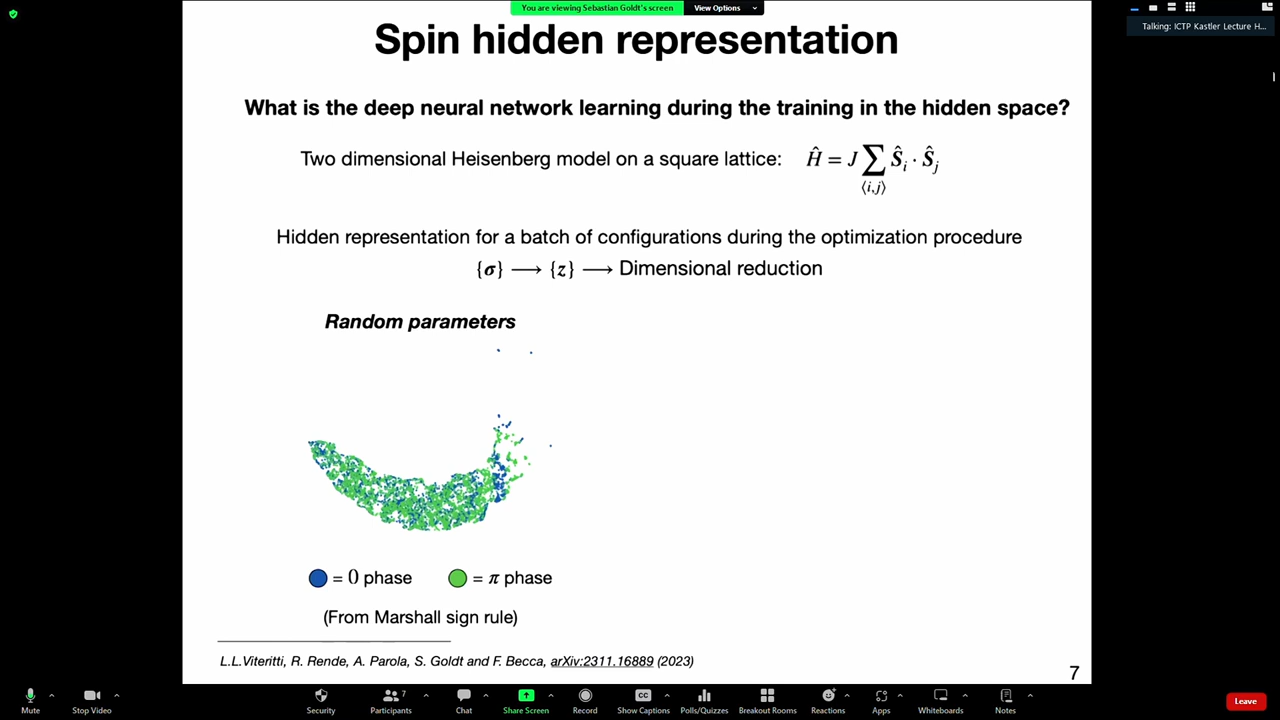 You are viewing Sebastian Goldt's screen
View Options
Talking: ICTP Kastler Lecture H...
Spin hidden representation
What is the deep neural network learning during the training in the hidden space?
Two dimensional Heisenberg model on a square lattice: Ĥ = J ∑⟨i,j⟩ Ŝi · Ŝj
Hidden representation for a batch of configurations during the optimization procedure
{σ} ⟶ {z} ⟶ Dimensional reduction
Random parameters
= 0 phase = π phase
(From Marshall sign rule)
L.L.Viteritti, R. Rende, A. Parola, S. Goldt and F. Becca, arXiv:2311.16889 (2023)
7
7
Mute Stop Video Security Participants Chat Share Screen Record Show Captions Polls/Quizzes Breakout Rooms Reactions Apps Whiteboards Notes Leave